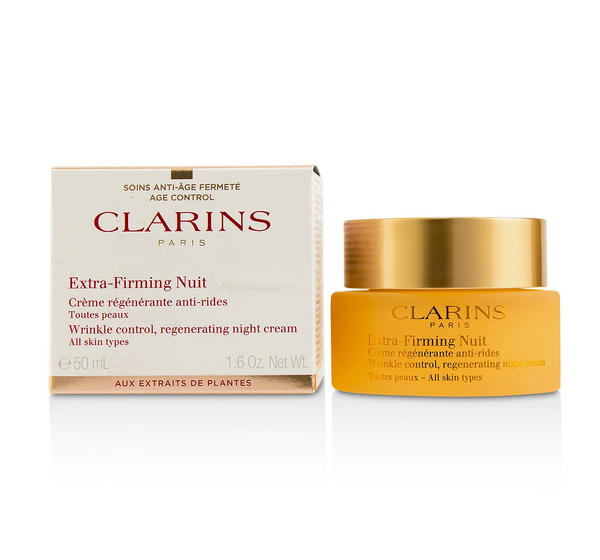 SOINS ANTI-ÂGE FERMETÉ
AGE CONTROL
CLARINS
PARIS
Extra-Firming Nuit
Crème régénérante anti-rides
Toutes peaux
Wrinkle control, regenerating night cream
All skin types
℮ 50 mL 1.6 Oz. Net Wt.
AUX EXTRAITS DE PLANTES
CLARINS
PARIS
Extra-Firming Nuit
Crème régénérante anti-rides
Wrinkle control, regenerating night cream
Toutes peaux – All skin types